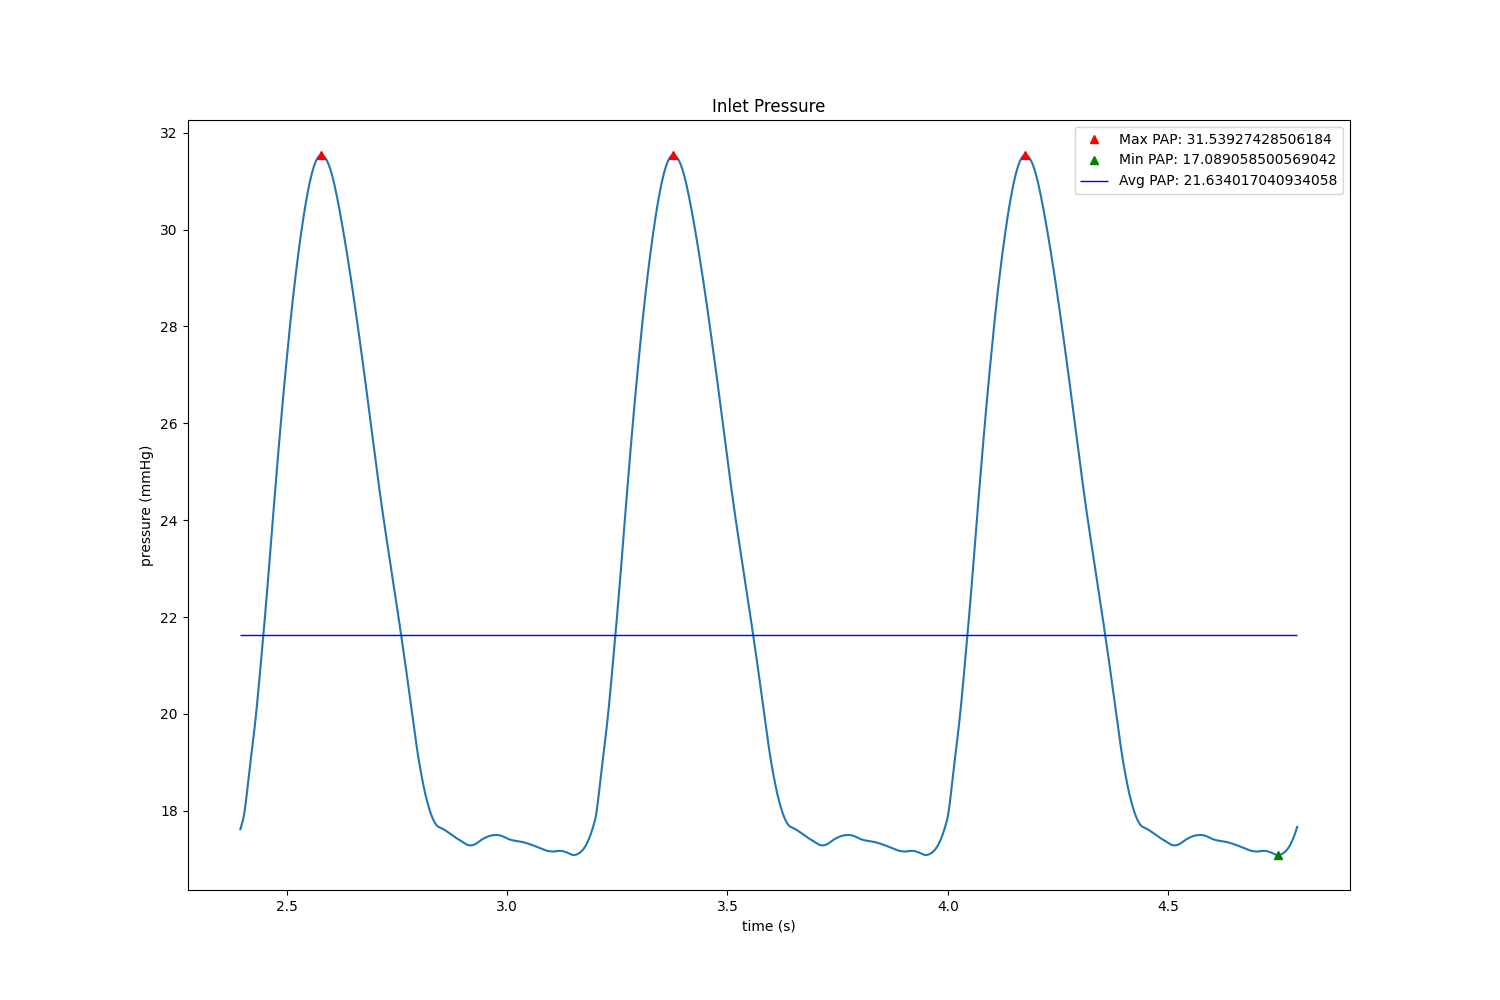 Inlet Pressure
Max PAP: 31.53927428506184
Min PAP: 17.089058500569042
Avg PAP: 21.634017040934058
pressure (mmHg)
32
30
28
26
24
22
20
18
2.5 3.0 3.5 4.0 4.5
time (s)